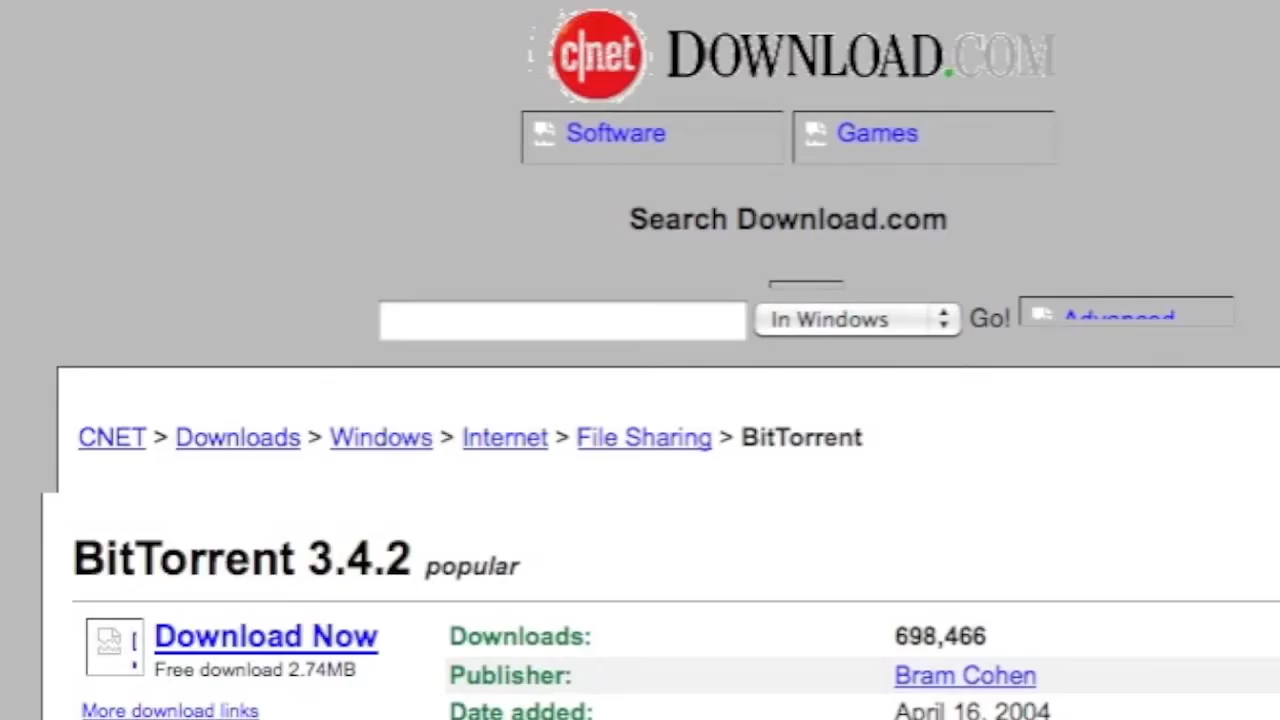 c|net DOWNLOAD.COM
Software Games
Search Download.com
In Windows Go! Advanced
CNET > Downloads > Windows > Internet > File Sharing > BitTorrent
BitTorrent 3.4.2 popular
Download Now Downloads: 698,466
Free download 2.74MB Publisher: Bram Cohen
More download links Date added: April 16, 2004